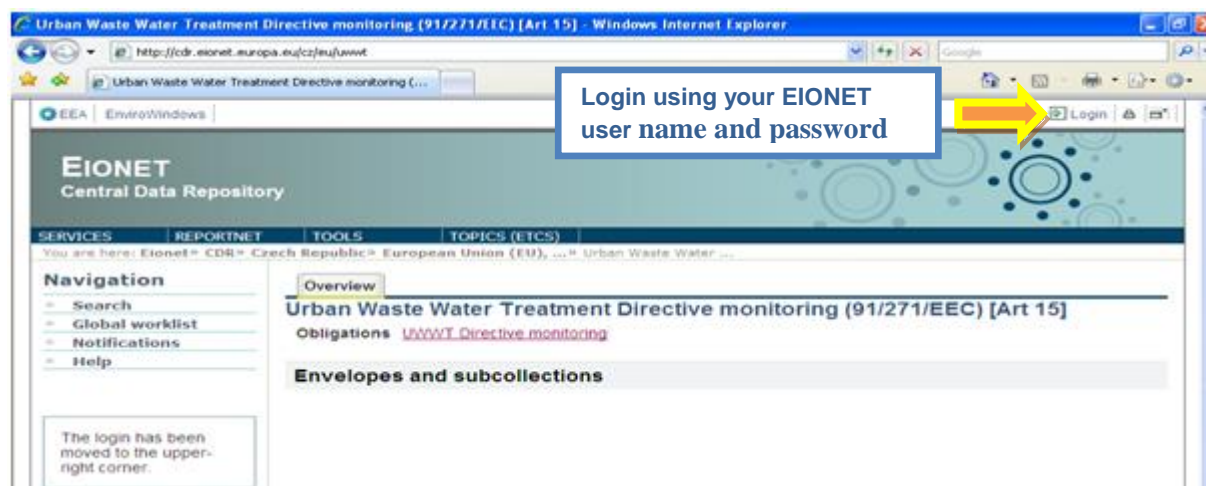 Urban Waste Water Treatment Directive monitoring (91/271/EEC) [Art 15] - Windows Internet Explorer
http://cdr.eionet.europa.eu/cz/eu/uwwt
Google
Urban Waste Water Treatment Directive monitoring (...
Login using your EIONET
user name and password
EEA
EnviroWindows
Login
EIONET
Central Data Repository
SERVICES REPORTNET TOOLS TOPICS (ETCS)
You are here: Eionet » CDR » Czech Republic » European Union (EU), ... » Urban Waste Water ...
Navigation
Search
Global worklist
Notifications
Help
The login has been
moved to the upper-
right corner.
Overview
Urban Waste Water Treatment Directive monitoring (91/271/EEC) [Art 15]
Obligations UWWT Directive monitoring
Envelopes and subcollections